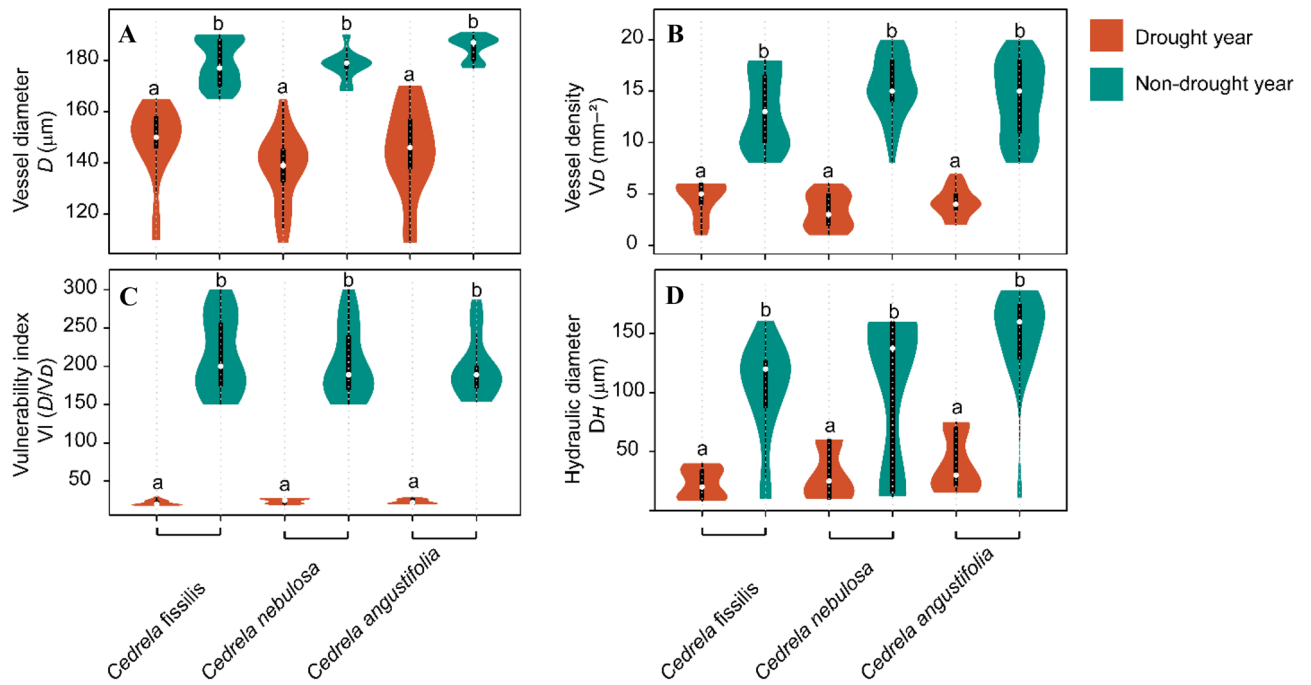 A
Vessel diameter
D (μm)
180
160
140
120
a
b
a
b
a
b
B
Vessel density
VD (mm⁻²)
20
15
10
5
0
a
b
a
b
a
b
Drought year
Non-drought year
C
Vulnerability index
VI (D/VD)
300
250
200
150
50
a
b
a
b
a
b
D
Hydraulic diameter
DH (μm)
150
100
50
a
b
a
b
a
b
Cedrela fissilis
Cedrela nebulosa
Cedrela angustifolia
Cedrela fissilis
Cedrela nebulosa
Cedrela angustifolia